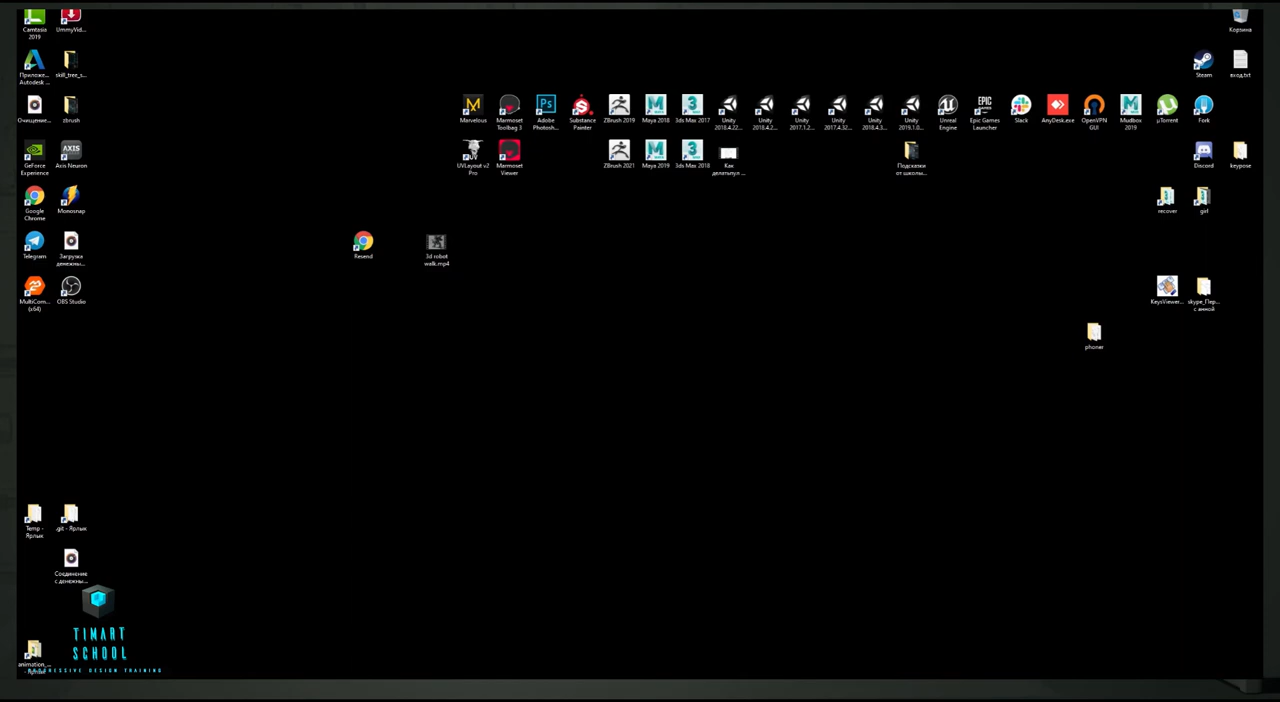 Camtasia
2019
UmmyVid...
Корзина
Приложе...
Autodesk ...
skill_tree_s...
Steam
вход.txt
Очищение...
zbrush
Marvelous
Marmoset
Toolbag 3
Adobe
Photosh...
Substance
Painter
ZBrush 2019
Maya 2018
3ds Max 2017
Unity
2018.4.22...
Unity
2018.4.2...
Unity
2017.1.2...
Unity
2017.4.32...
Unity
2018.4.3...
Unity
2019.1.0...
Unreal
Engine
Epic Games
Launcher
Slack
AnyDesk.exe
OpenVPN
GUI
Mudbox
2019
µTorrent
Fork
GeForce
Experience
Axis Neuron
UVLayout v2
Pro
Marmoset
Viewer
ZBrush 2021
Maya 2019
3ds Max 2018
Как
Подсказки
от школы...
Discord
keypose
Google
Chrome
Monosnap
recover
girl
Telegram
Загрузка
денежны...
Resend
3d robot
walk.mp4
MultiCom...
(x64)
OBS Studio
KeysViewer...
skype_Пер...
с анной
phoner
Temp -
Ярлык
.git - Ярлык
Соединение
с денежны...
TIMART
SCHOOL
animation_...
- Ярлык
PROGRESSIVE DESIGN TRAINING